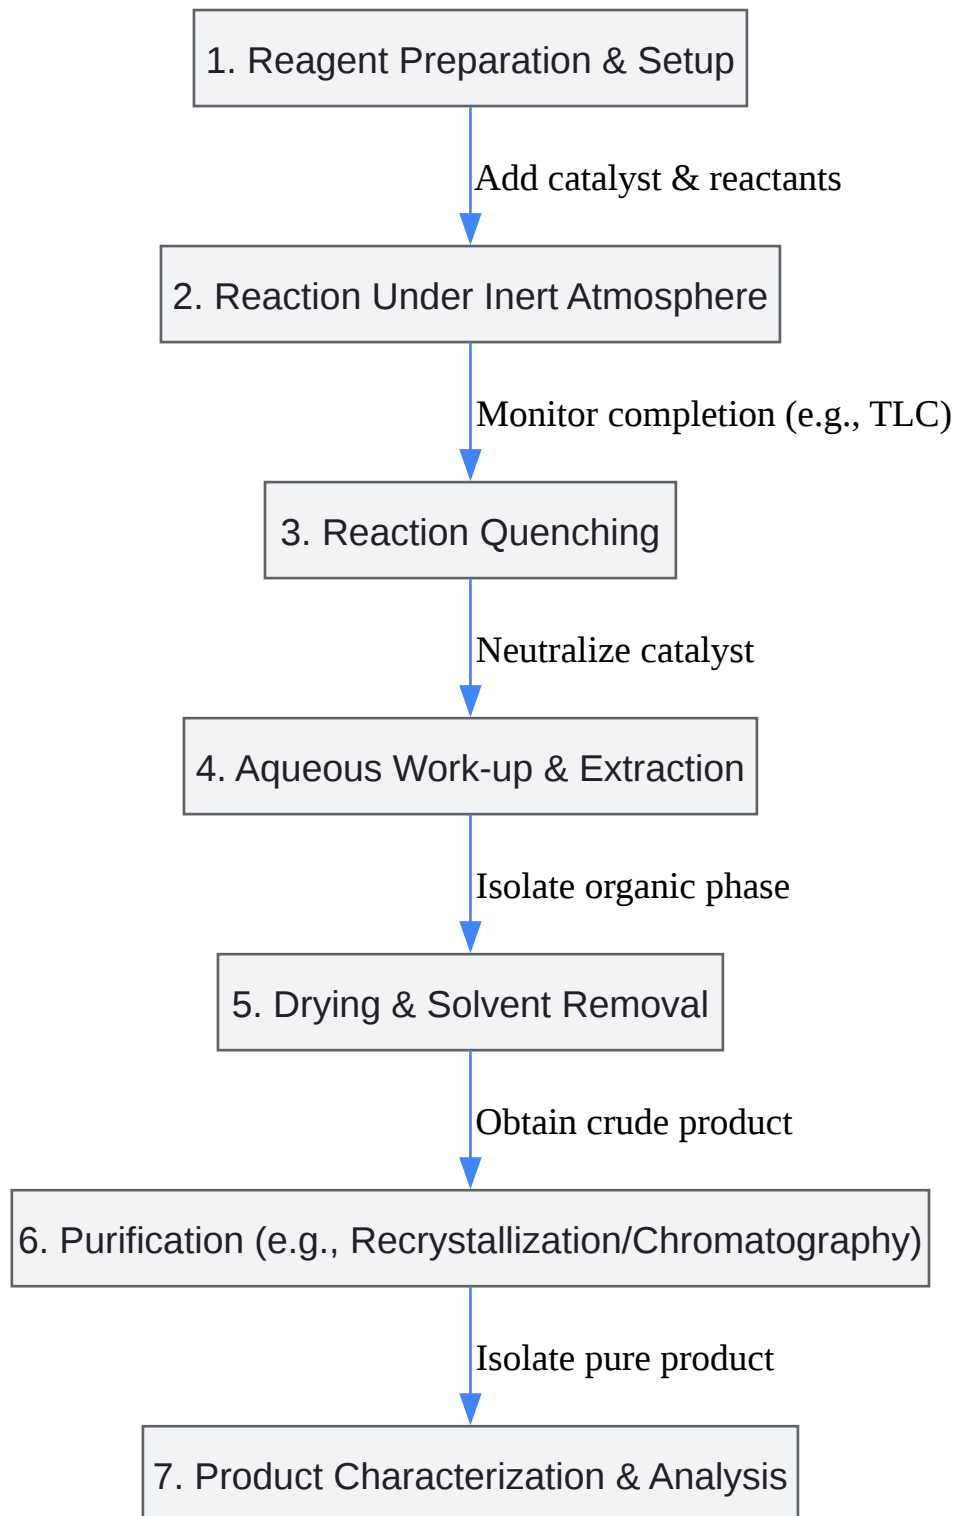 1. Reagent Preparation & Setup
Add catalyst & reactants
2. Reaction Under Inert Atmosphere
Monitor completion (e.g., TLC)
3. Reaction Quenching
Neutralize catalyst
4. Aqueous Work-up & Extraction
Isolate organic phase
5. Drying & Solvent Removal
Obtain crude product
6. Purification (e.g., Recrystallization/Chromatography)
Isolate pure product
7. Product Characterization & Analysis